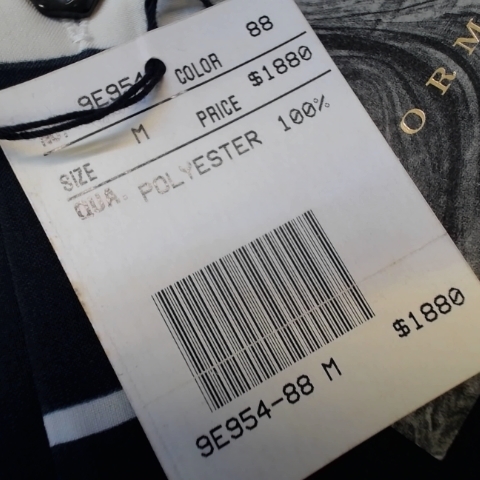 9E954 COLOR 88
SIZE M PRICE $1880
QUA. POLYESTER 100%
9E954-88 M $1880
ORM